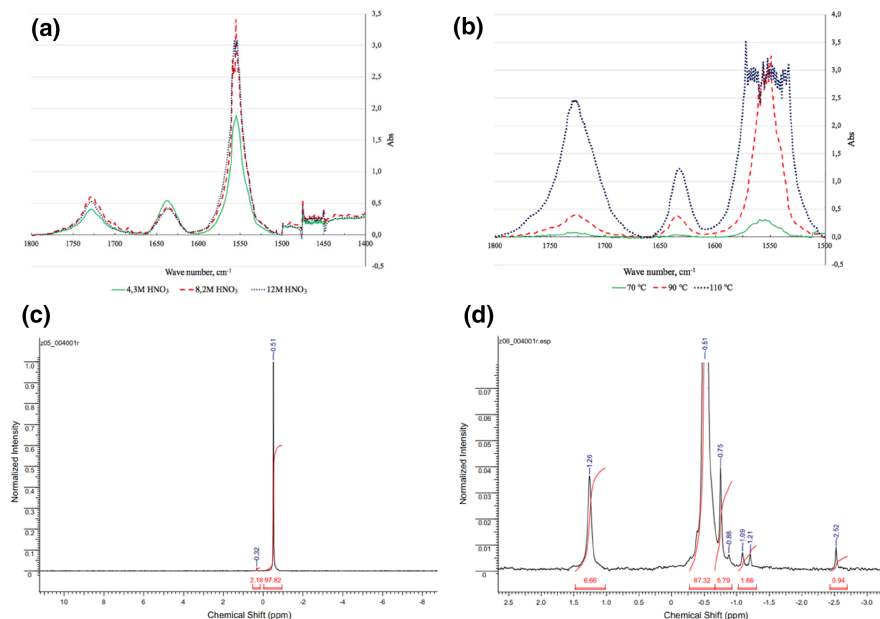 (a)
3,5
3,0
2,5
2,0
1,5
1,0
0,5
0,0
-0,5
Abs
1800 1750 1700 1650 1600 1550 1500 1450 1400
Wave number, cm⁻¹
4,3M HNO₃ 8,2M HNO₃ 12M HNO₃
(b)
4,0
3,5
3,0
2,5
2,0
1,5
1,0
0,5
0,0
-0,5
Abs
1800 1750 1700 1650 1600 1550 1500
Wave number, cm⁻¹
70 ºC 90 ºC 110 ºC
(c)
z05_004001r
-0.51
1.0
0.9
0.8
0.7
0.6
0.5
0.4
0.3
0.2
0.1
0
Normalized Intensity
-0.32
2.18 97.82
10 8 6 4 2 0 -2 -4 -6 -8
Chemical Shift (ppm)
(d)
z06_004001r.esp
-0.51
0.07
0.06
0.05
0.04
0.03
0.02
0.01
0
Normalized Intensity
1.26
-0.75
-0.88
-1.09
-1.21
-2.52
6.66 87.32 5.79 1.66 0.94
2.5 2.0 1.5 1.0 0.5 0 -0.5 -1.0 -1.5 -2.0 -2.5 -3.0
Chemical Shift (ppm)